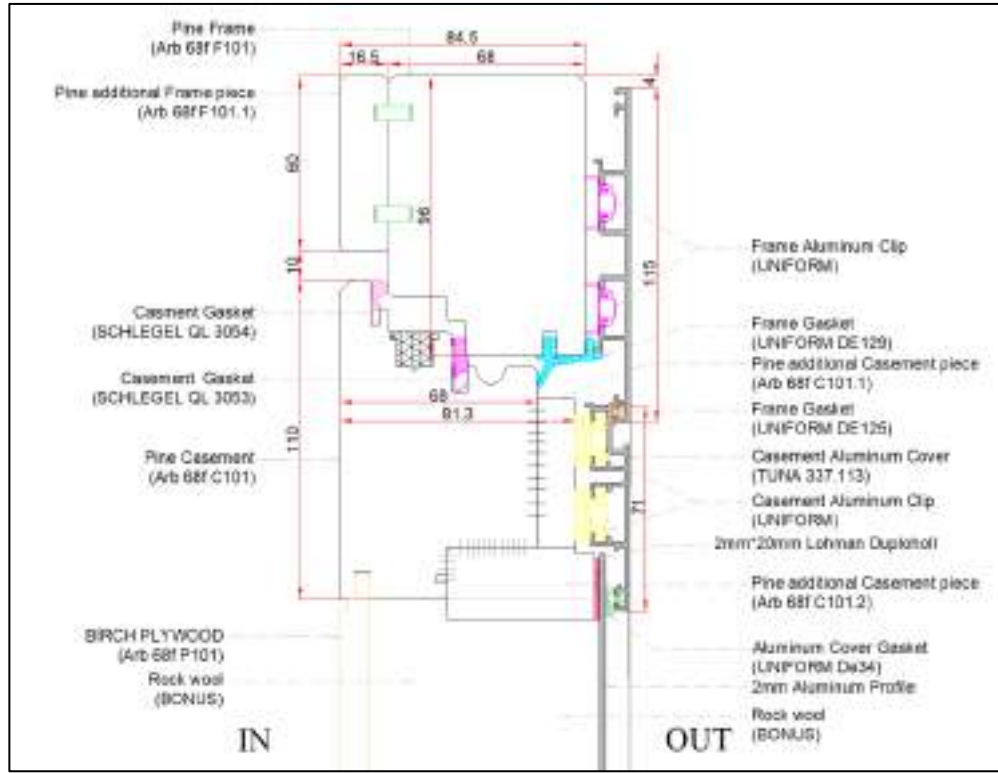 Pine Frame
(Arb 68f F101)
84.5
16.5
68
4
Pine additional Frame piece
(Arb 68f F101.1)
60
96
115
10
Frame Aluminum Clip
(UNIFORM)
Casment Gasket
(SCHLEGEL QL 3054)
Frame Gasket
(UNIFORM DE129)
Casement Gasket
(SCHLEGEL QL 3053)
Pine additional Casement piece
(Arb 68f C101.1)
68
81.3
Frame Gasket
(UNIFORM DE125)
110
Pine Casement
(Arb 68f C101)
Casement Aluminum Cover
(TUNA 337.113)
71
Casement Aluminum Clip
(UNIFORM)
2mm*20mm Lohman Duplokoll
Pine additional Casement piece
(Arb 68f C101.2)
BIRCH PLYWOOD
(Arb 68f P101)
Aluminum Cover Gasket
(UNIFORM De34)
Rock wool
(BONUS)
2mm Aluminum Profile
Rock wool
(BONUS)
IN
OUT